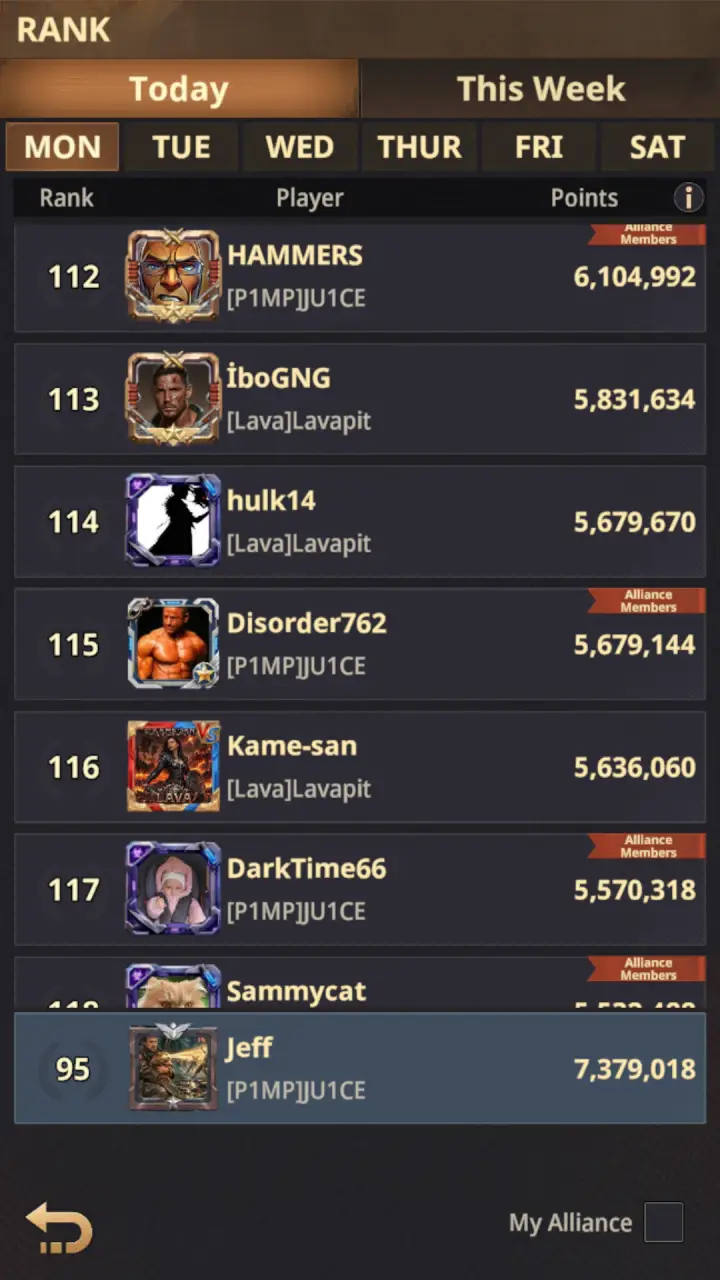 RANK
Today
This Week
MON
TUE
WED
THUR
FRI
SAT
Rank
Player
Points
i
Alliance
Members
112
HAMMERS
[P1MP]JU1CE
6,104,992
113
İboGNG
[Lava]Lavapit
5,831,634
114
hulk14
[Lava]Lavapit
5,679,670
Alliance
Members
115
Disorder762
[P1MP]JU1CE
5,679,144
116
VS
LAVA
Kame-san
[Lava]Lavapit
5,636,060
Alliance
Members
117
DarkTime66
[P1MP]JU1CE
5,570,318
Alliance
Members
Sammycat
95
Jeff
[P1MP]JU1CE
7,379,018
My Alliance